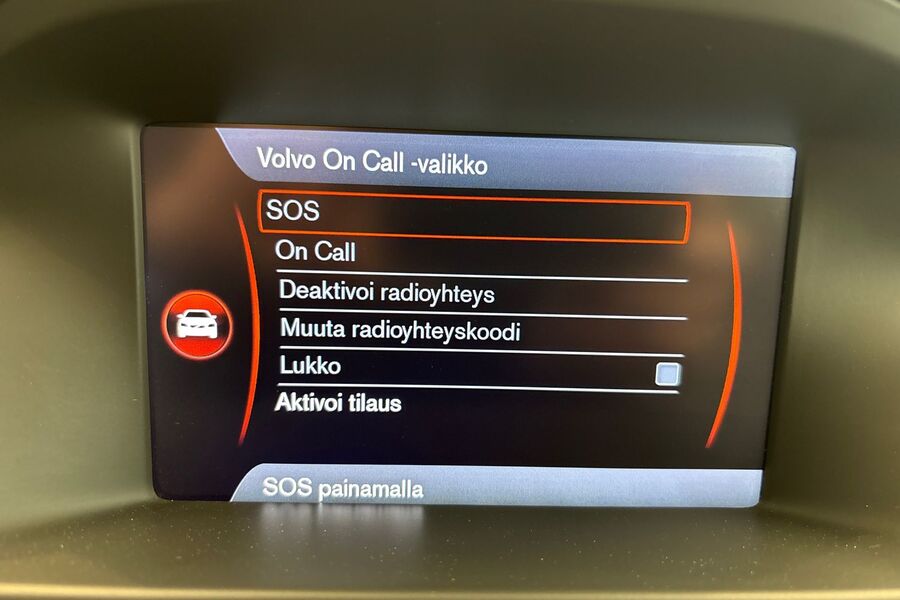 Volvo On Call -valikko
SOS
On Call
Deaktivoi radioyhteys
Muuta radioyhteyskoodi
Lukko
Aktivoi tilaus
SOS painamalla